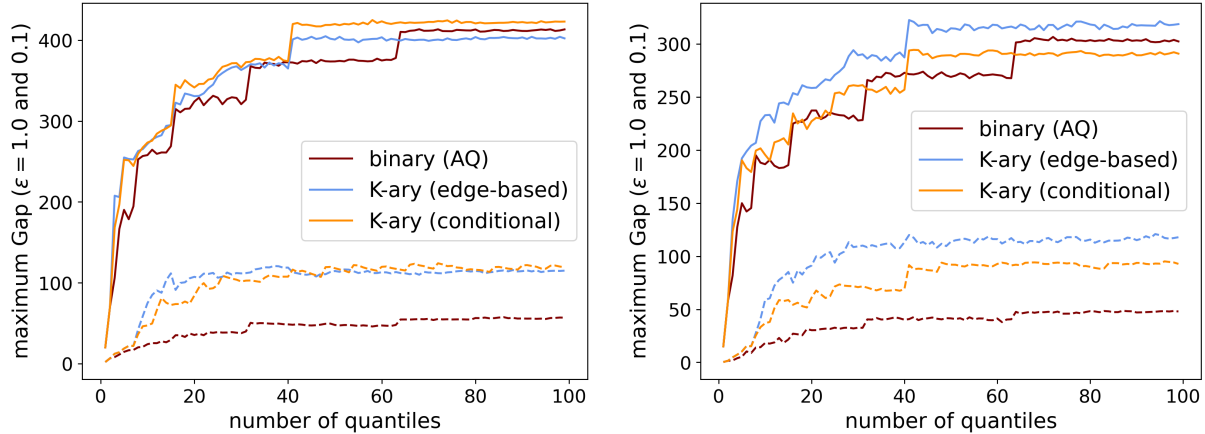 maximum Gap (ε = 1.0 and 0.1)
400
300
200
100
0
binary (AQ)
K-ary (edge-based)
K-ary (conditional)
0 20 40 60 80 100
number of quantiles
maximum Gap (ε = 1.0 and 0.1)
300
250
200
150
100
50
0
binary (AQ)
K-ary (edge-based)
K-ary (conditional)
0 20 40 60 80 100
number of quantiles